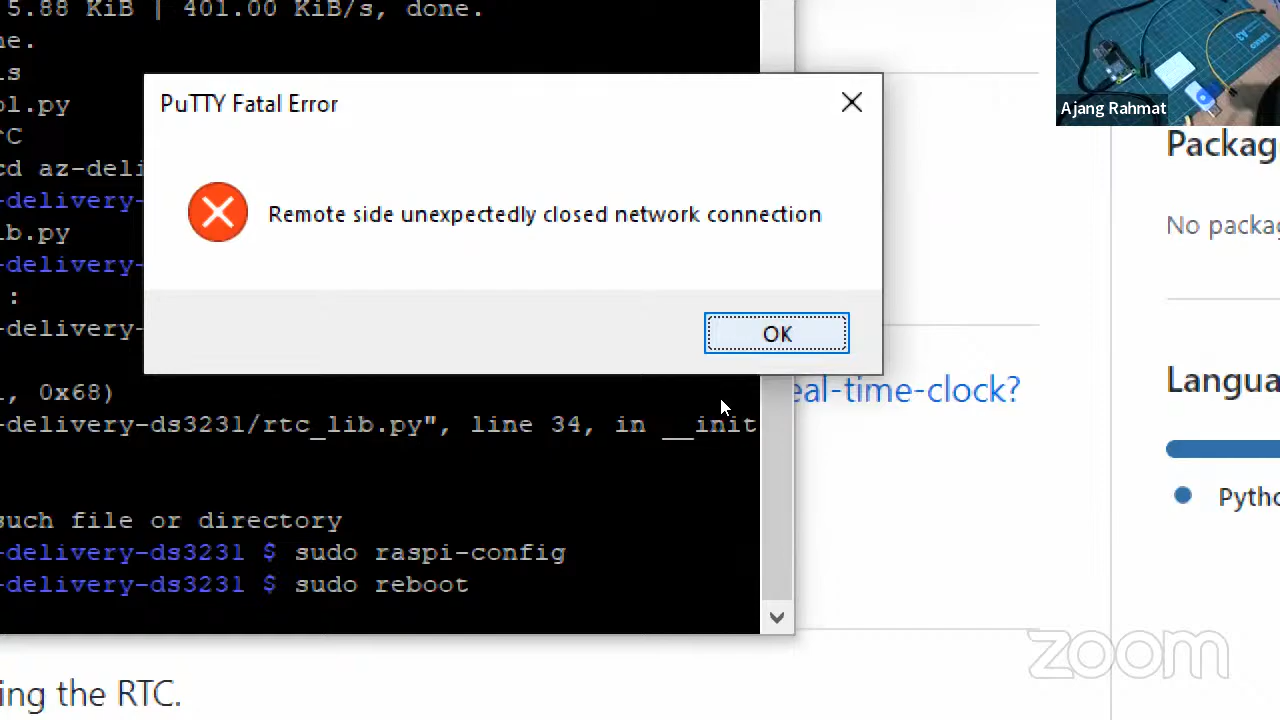 5.88 KiB | 401.00 KiB/s, done.
ne.
ls
ol.py
^C
cd az-deli
-delivery-
ib.py
-delivery-
:
-delivery-
, 0x68)
-delivery-ds3231/rtc_lib.py", line 34, in __init
such file or directory
-delivery-ds3231 $ sudo raspi-config
-delivery-ds3231 $ sudo reboot
PuTTY Fatal Error
Remote side unexpectedly closed network connection
OK
eal-time-clock?
ing the RTC.
Ajang Rahmat
Packag
No packag
Langua
Pytho
zoom